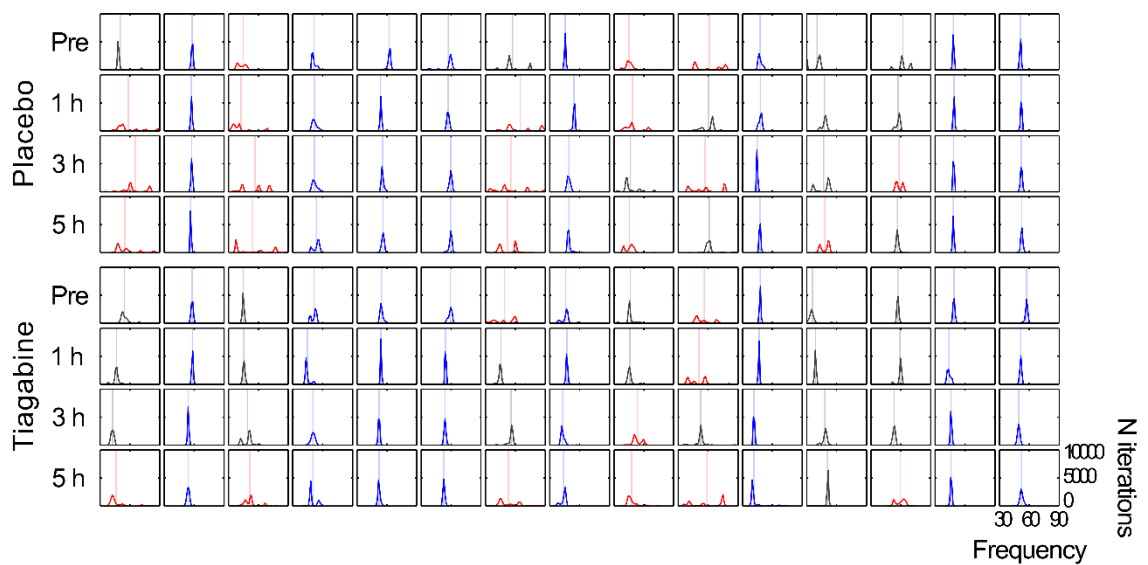 Placebo
Pre
1 h
3 h
5 h
Tiagabine
Pre
1 h
3 h
5 h
N iterations
10000
5000
0
30 60 90
Frequency